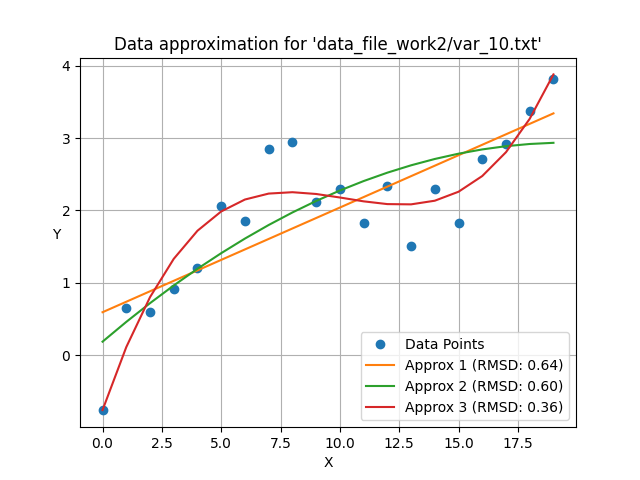 Data approximation for 'data_file_work2/var_10.txt'
4
3
2
Y
1
0
Data Points
Approx 1 (RMSD: 0.64)
Approx 2 (RMSD: 0.60)
Approx 3 (RMSD: 0.36)
0.0 2.5 5.0 7.5 10.0 12.5 15.0 17.5
X